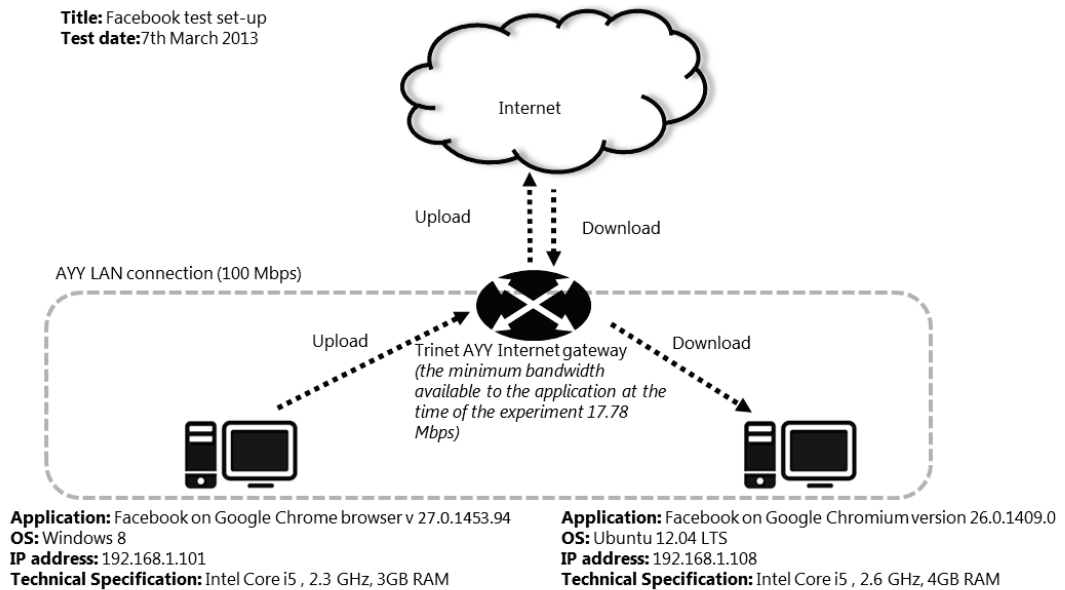 Title: Facebook test set-up
Test date:7th March 2013
Internet
Upload
Download
AYY LAN connection (100 Mbps)
Upload
Download
Trinet AYY Internet gateway
(the minimum bandwidth
available to the application at the
time of the experiment 17.78
Mbps)
Application: Facebook on Google Chrome browser v 27.0.1453.94
OS: Windows 8
IP address: 192.168.1.101
Technical Specification: Intel Core i5 , 2.3 GHz, 3GB RAM
Application: Facebook on Google Chromium version 26.0.1409.0
OS: Ubuntu 12.04 LTS
IP address: 192.168.1.108
Technical Specification: Intel Core i5 , 2.6 GHz, 4GB RAM